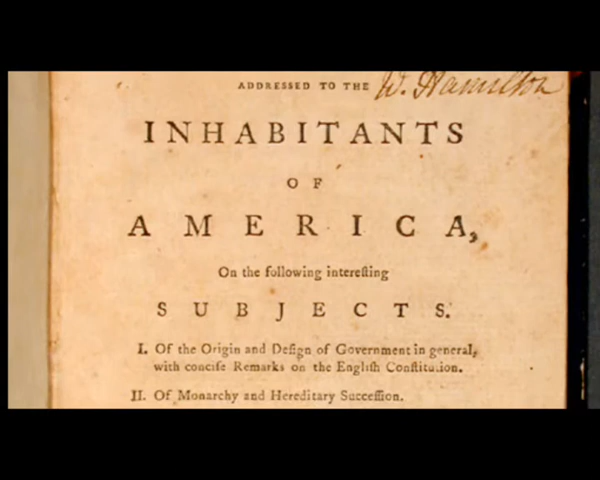 ADDRESSED TO THE W. Hamilton
INHABITANTS
OF
AMERICA,
On the following intereſting
SUBJECTS.
I. Of the Origin and Deſign of Government in general,
with conciſe Remarks on the Engliſh Conſtitution.
II. Of Monarchy and Hereditary Succeſſion.